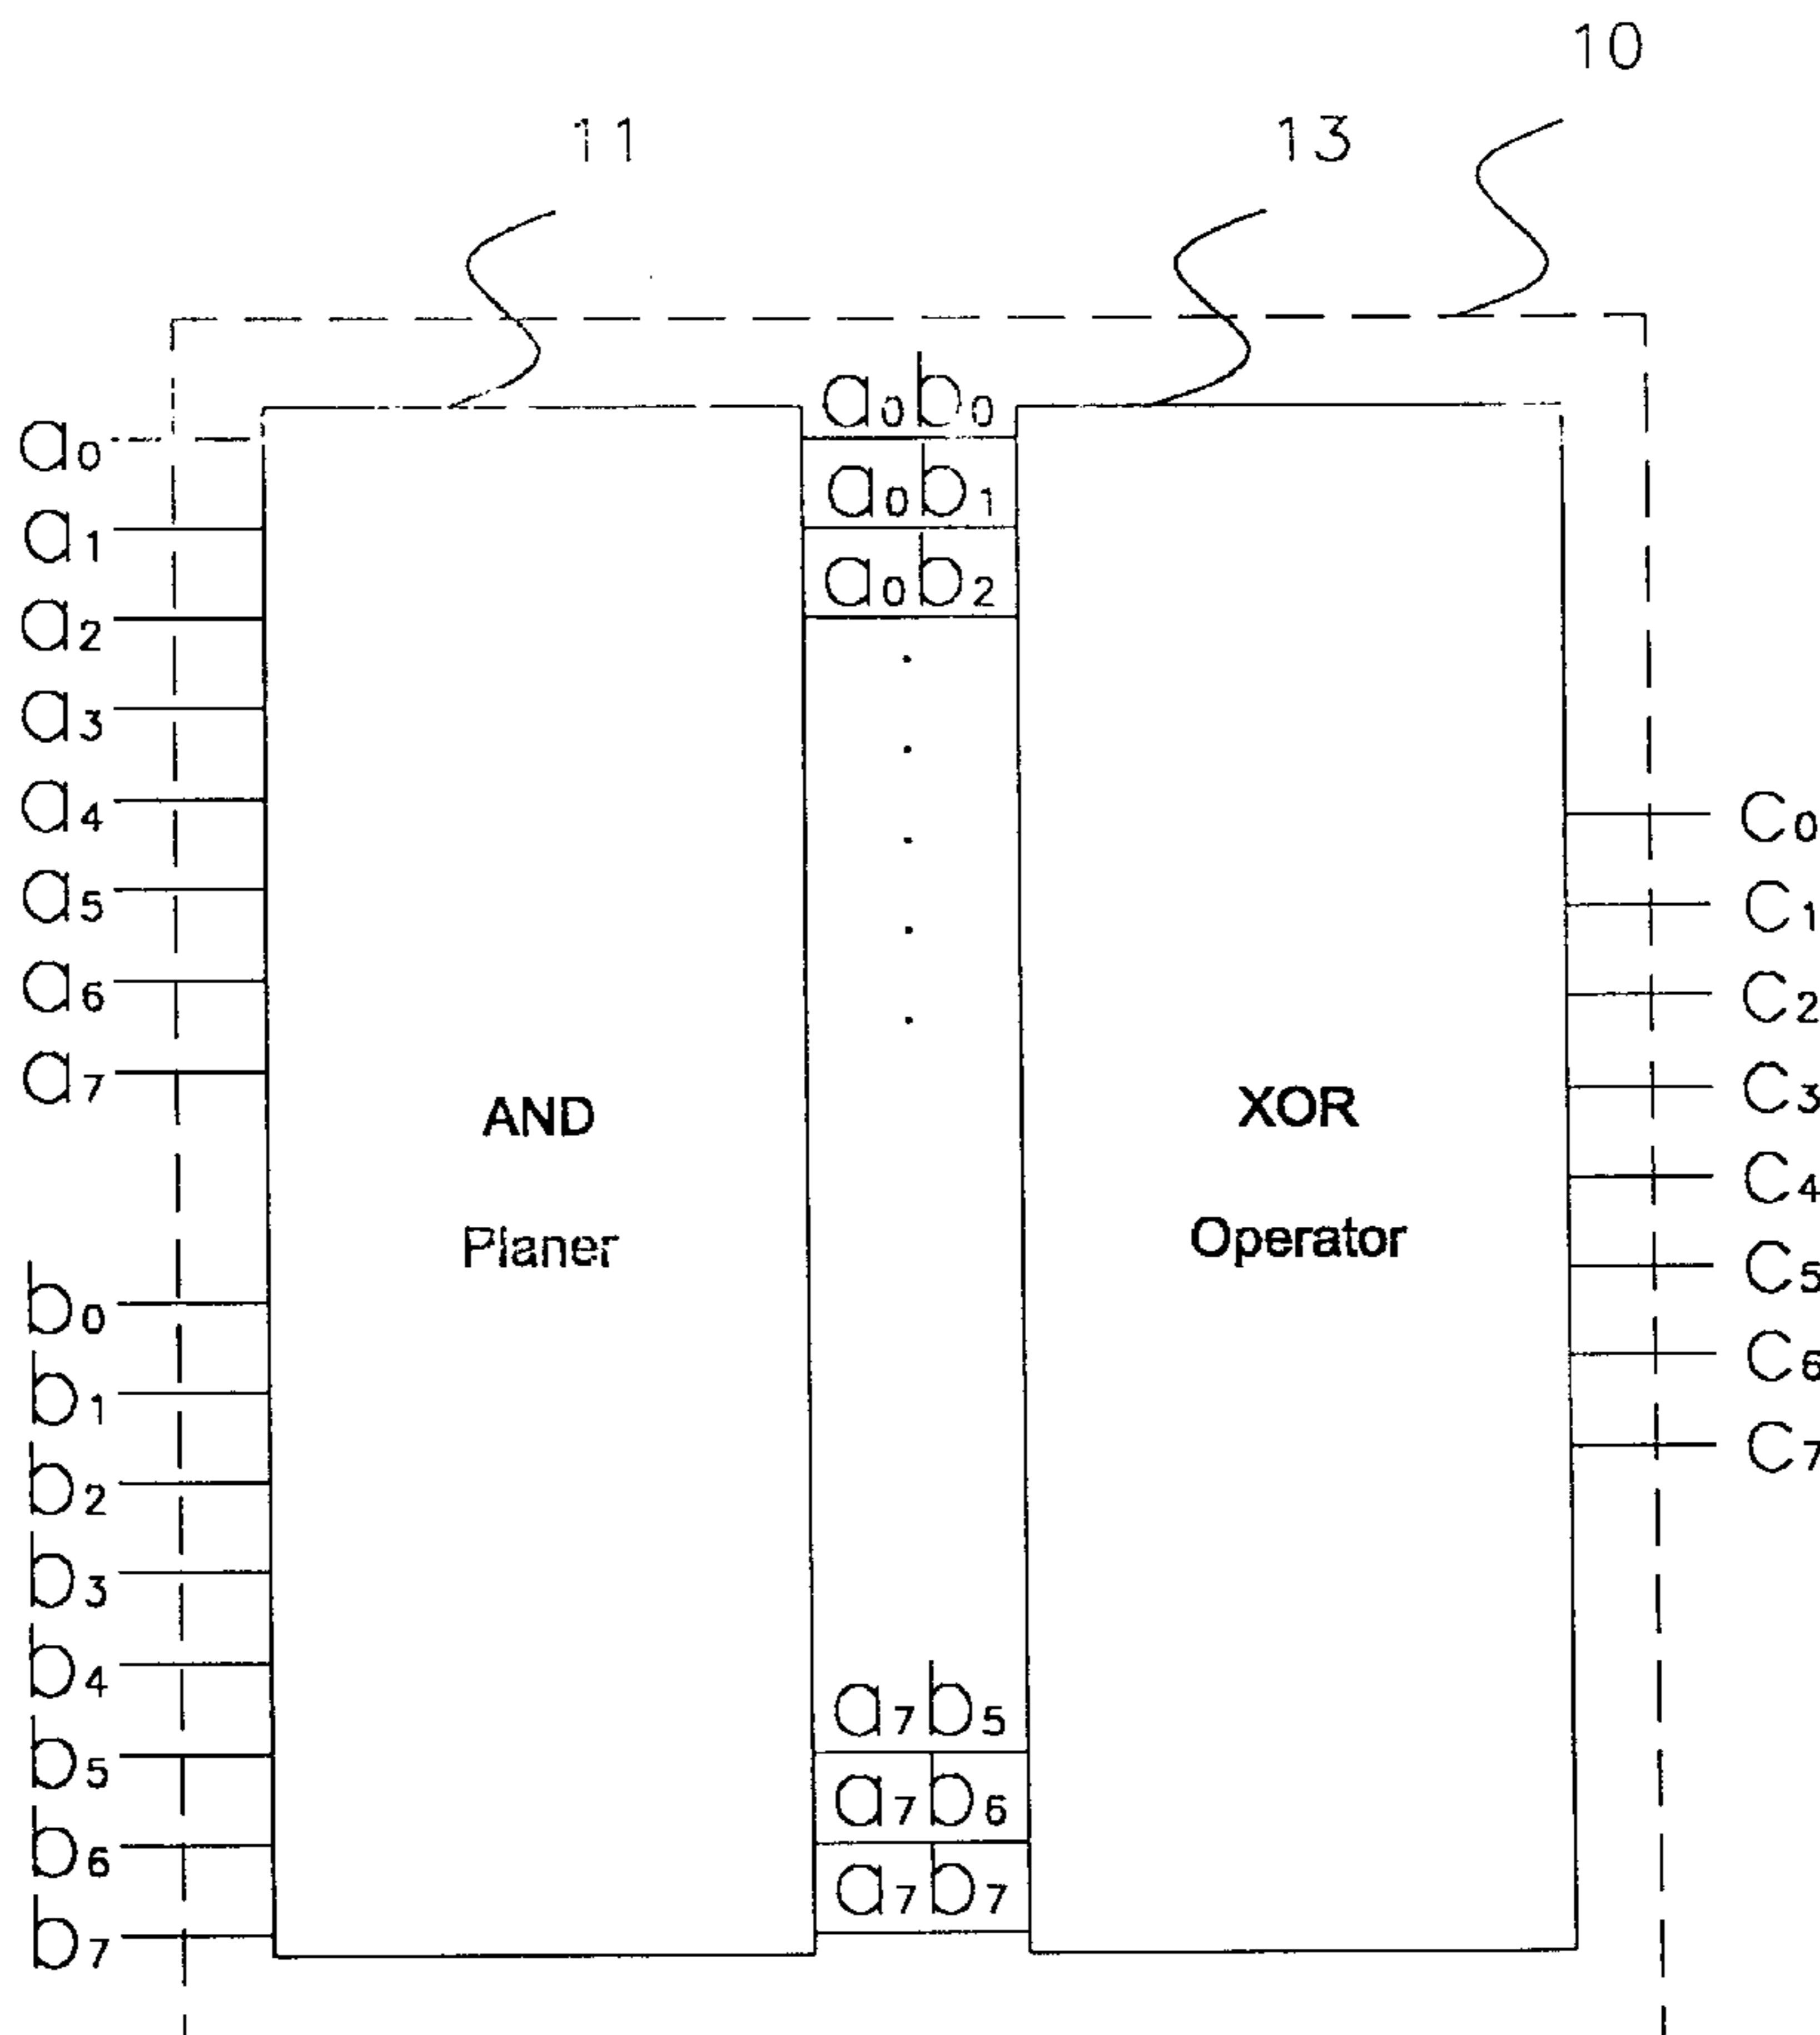 10
11
13
a₀
a₁
a₂
a₃
a₄
a₅
a₆
a₇
b₀
b₁
b₂
b₃
b₄
b₅
b₆
b₇
AND
Planer
a₀b₀
a₀b₁
a₀b₂
a₇b₅
a₇b₆
a₇b₇
XOR
Operator
C₀
C₁
C₂
C₃
C₄
C₅
C₆
C₇